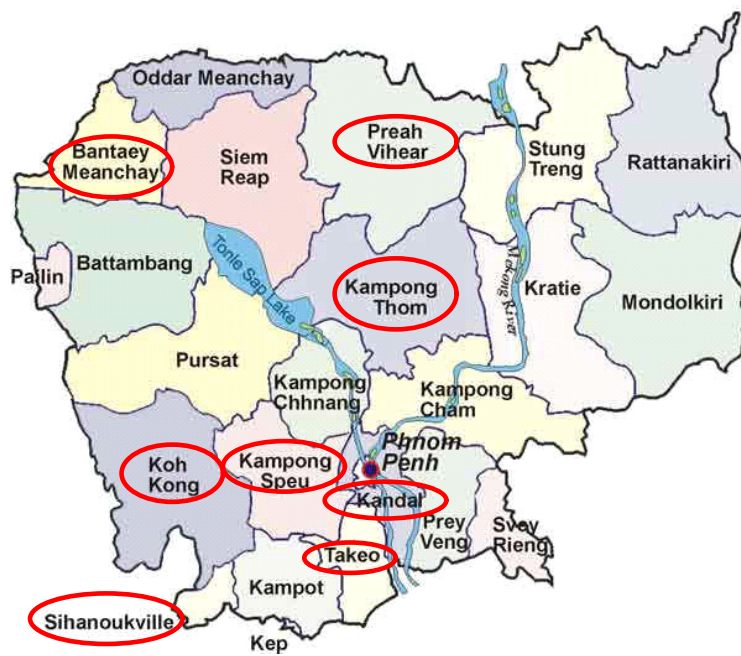 Oddar Meanchay
Preah
Vihear
Bantaey
Meanchay
Siem
Reap
Stung
Treng
Rattanakiri
Tonle Sap Lake
Mekong River
Battambang
Pailin
Kampong
Thom
Kratie
Mondolkiri
Pursat
Kampong
Chhnang
Kampong
Cham
Phnom
Penh
Koh
Kong
Kampong
Speu
Kandal
Prey
Veng
Svay
Rieng
Takeo
Kampot
Sihanoukville
Kep